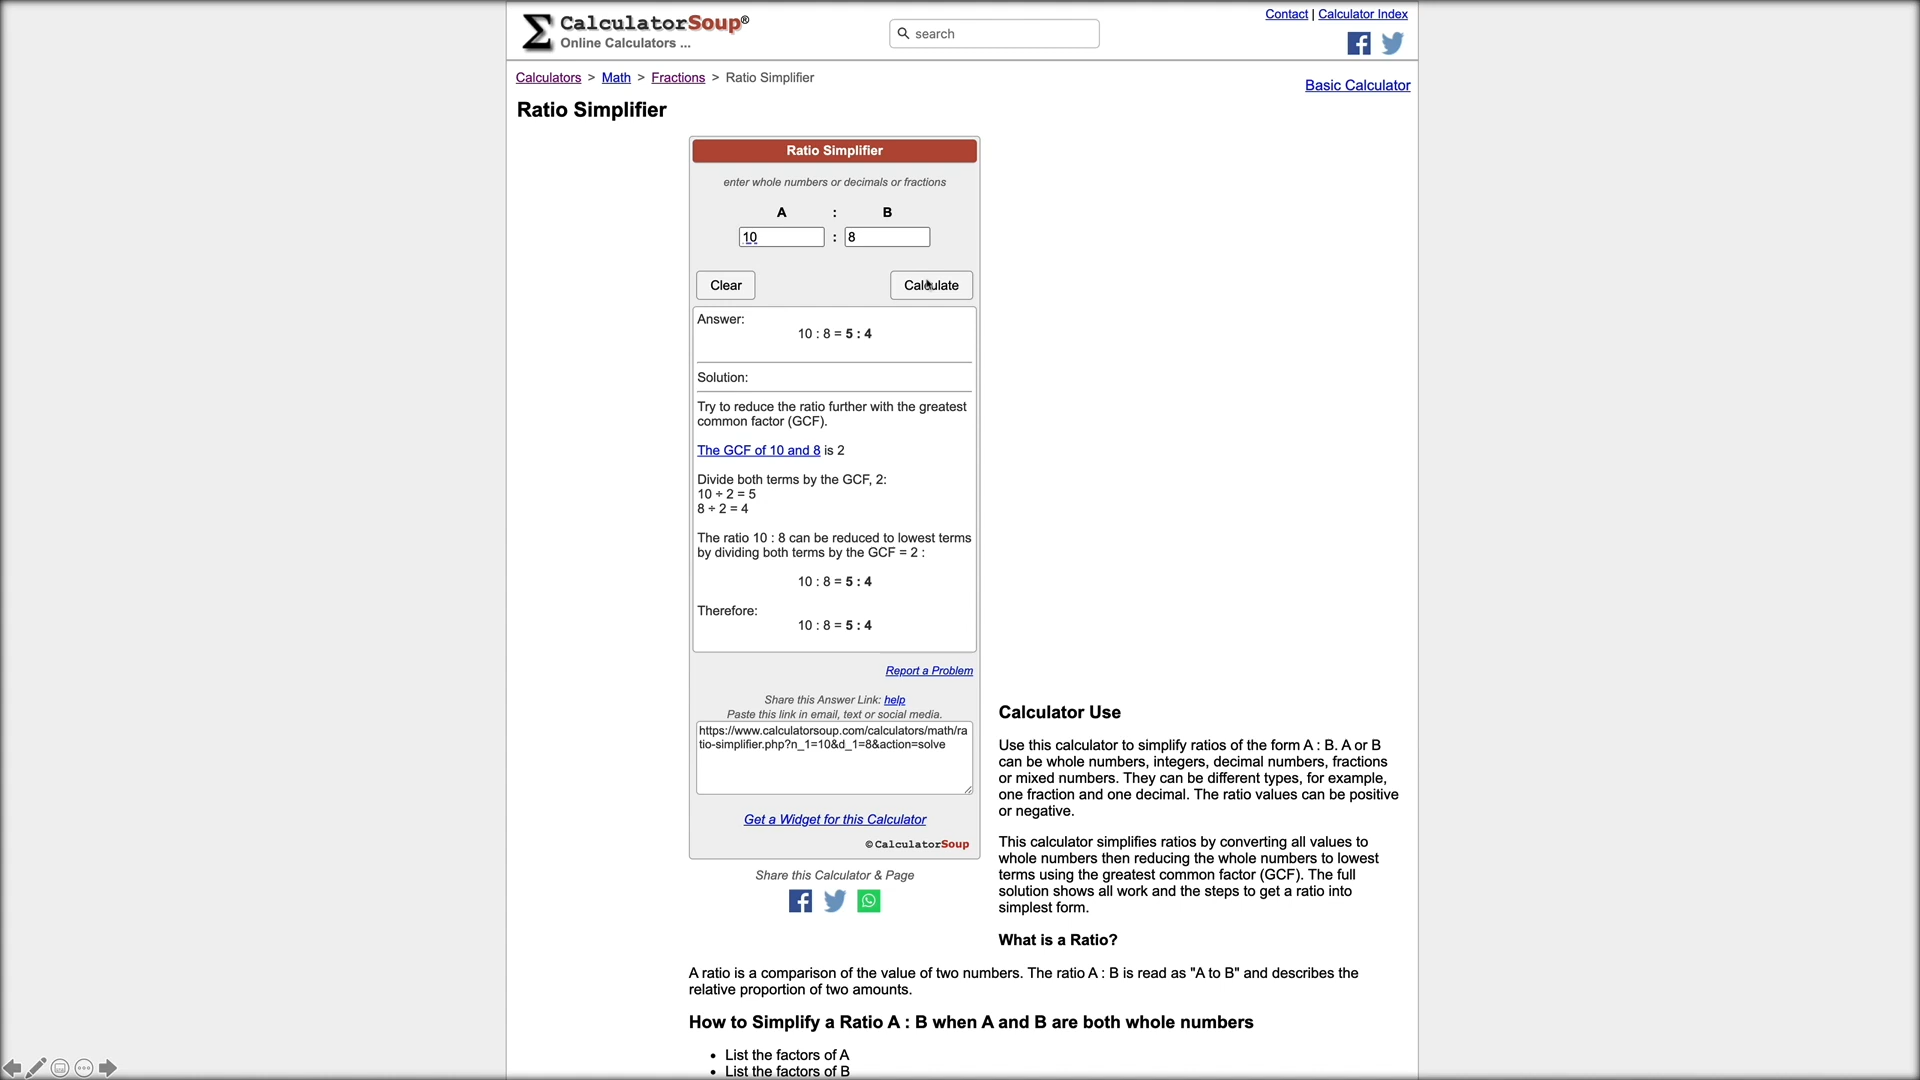 CalculatorSoup®
Online Calculators ...
search
Contact | Calculator Index
Calculators > Math > Fractions > Ratio Simplifier
Basic Calculator
Ratio Simplifier
Ratio Simplifier
enter whole numbers or decimals or fractions
A : B
10 : 8
Clear
Calculate
Answer:
10 : 8 = 5 : 4
Solution:
Try to reduce the ratio further with the greatest
common factor (GCF).
The GCF of 10 and 8 is 2
Divide both terms by the GCF, 2:
10 ÷ 2 = 5
8 ÷ 2 = 4
The ratio 10 : 8 can be reduced to lowest terms
by dividing both terms by the GCF = 2 :
10 : 8 = 5 : 4
Therefore:
10 : 8 = 5 : 4
Report a Problem
Share this Answer Link: help
Paste this link in email, text or social media.
https://www.calculatorsoup.com/calculators/math/ra
tio-simplifier.php?n_1=10&d_1=8&action=solve
Get a Widget for this Calculator
©CalculatorSoup
Share this Calculator & Page
Calculator Use
Use this calculator to simplify ratios of the form A : B. A or B
can be whole numbers, integers, decimal numbers, fractions
or mixed numbers. They can be different types, for example,
one fraction and one decimal. The ratio values can be positive
or negative.
This calculator simplifies ratios by converting all values to
whole numbers then reducing the whole numbers to lowest
terms using the greatest common factor (GCF). The full
solution shows all work and the steps to get a ratio into
simplest form.
What is a Ratio?
A ratio is a comparison of the value of two numbers. The ratio A : B is read as "A to B" and describes the
relative proportion of two amounts.
How to Simplify a Ratio A : B when A and B are both whole numbers
• List the factors of A
• List the factors of B